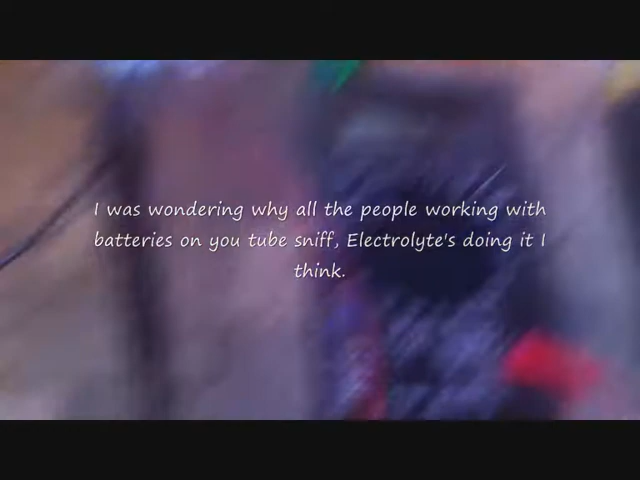 I was wondering why all the people working with
batteries on you tube sniff, Electrolyte's doing it I
think.